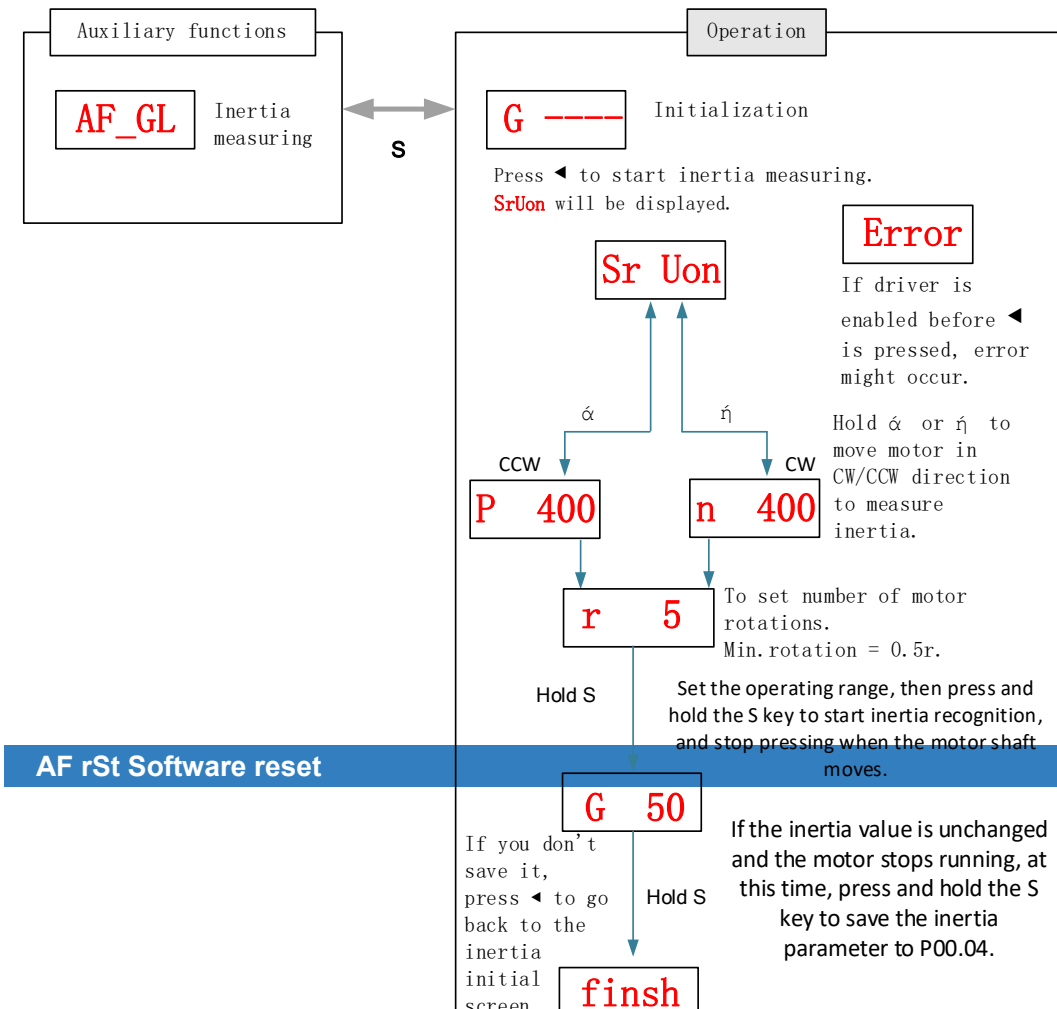 Auxiliary functions
Operation
AF_GL
Inertia
measuring
S
G ----
Initialization
Press ◀ to start inertia measuring.
SrUon will be displayed.
Sr Uon
Error
If driver is
enabled before ◀
is pressed, error
might occur.
ά
ή
Hold ά or ή to
move motor in
CW/CCW direction
to measure
inertia.
CCW
CW
P 400
n 400
r 5
To set number of motor
rotations.
Min.rotation = 0.5r.
Hold S
Set the operating range, then press and
hold the S key to start inertia recognition,
and stop pressing when the motor shaft
moves.
AF rSt Software reset
G 50
If you don't
save it,
press ◀ to go
back to the
inertia
initial
screen
Hold S
If the inertia value is unchanged
and the motor stops running, at
this time, press and hold the S
key to save the inertia
parameter to P00.04.
finsh